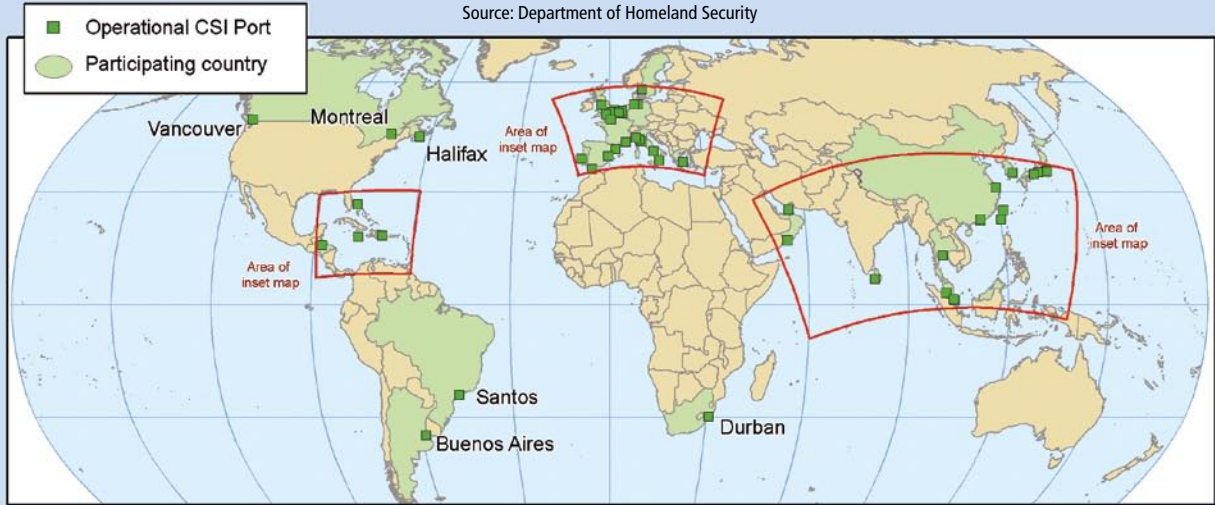 Source: Department of Homeland Security
Operational CSI Port
Participating country
Vancouver
Montreal
Halifax
Area of
inset map
Area of
inset map
Area of
inset map
Santos
Buenos Aires
Durban